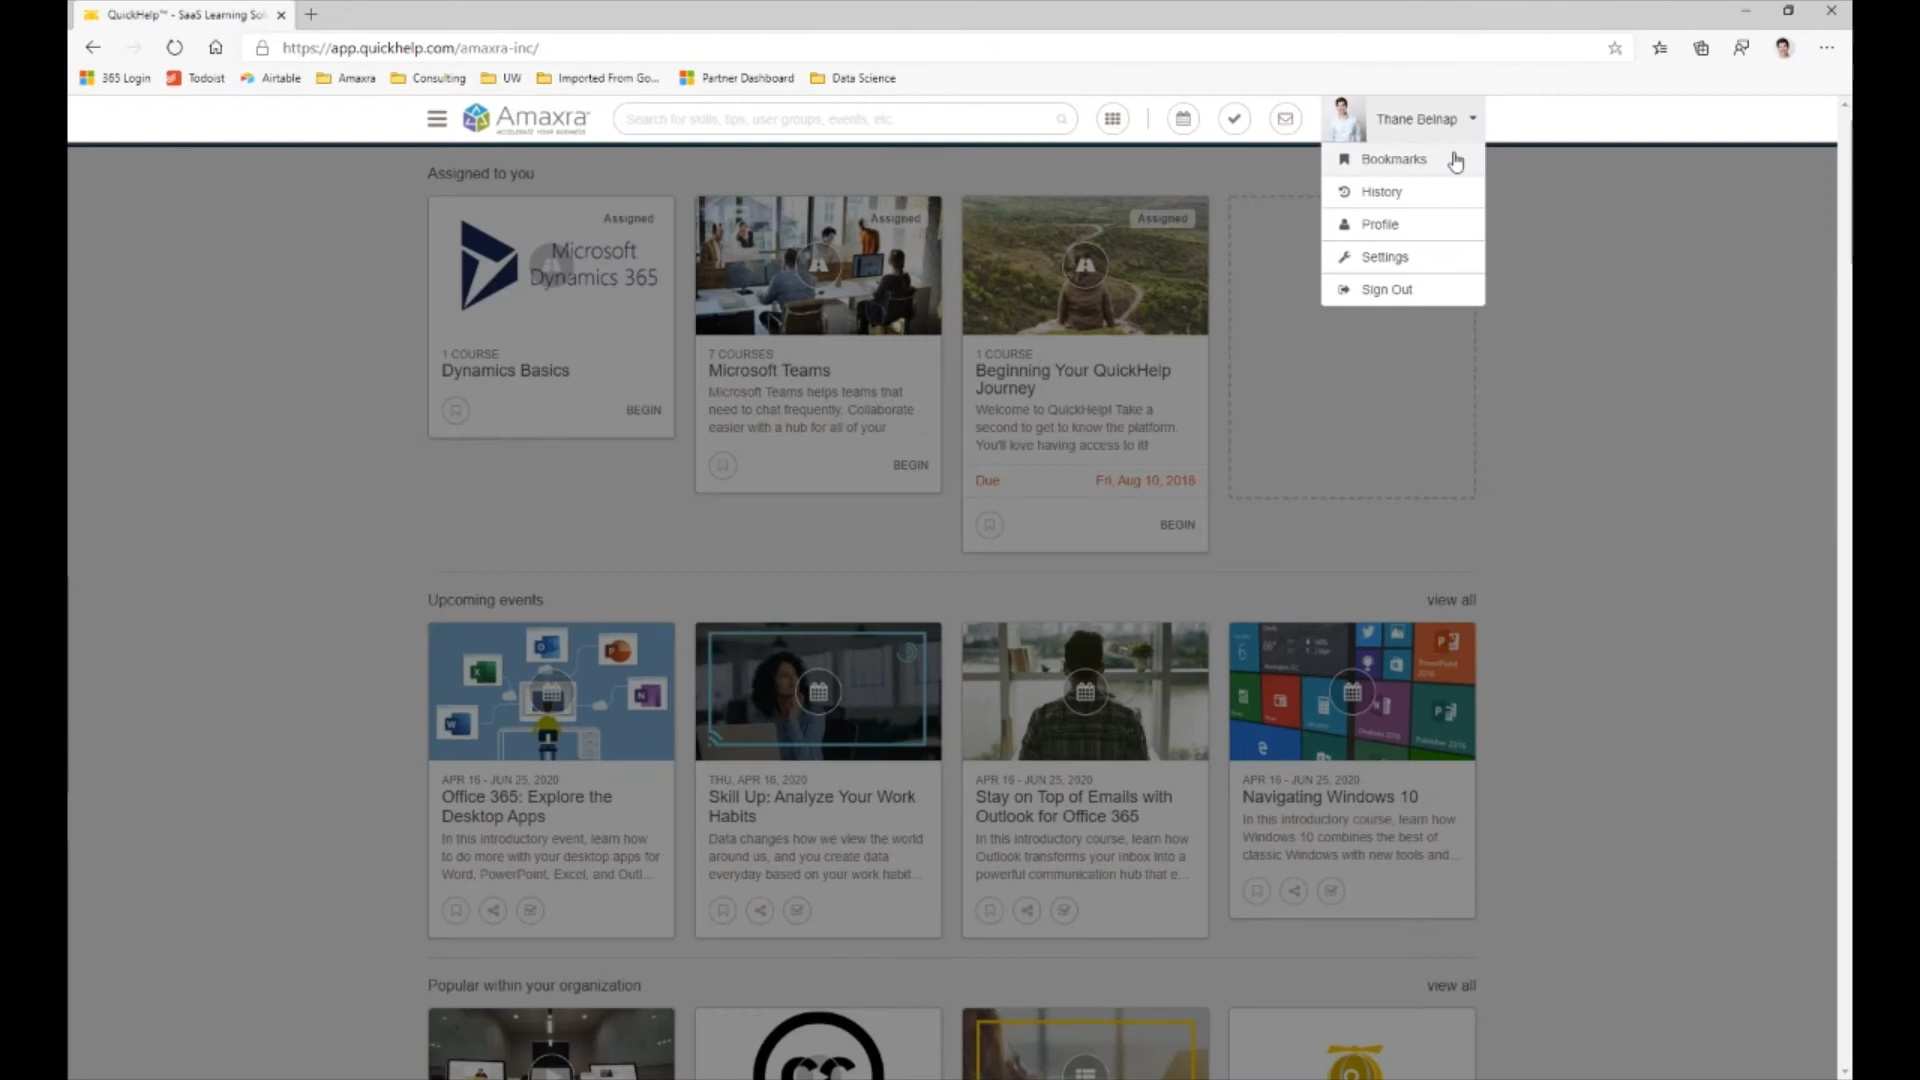 QuickHelp™ - SaaS Learning Sol
https://app.quickhelp.com/amaxra-inc/
365 Login Todoist Airtable Amaxra Consulting UW Imported From Go... Partner Dashboard Data Science
Amaxra
ACCELERATE YOUR BUSINESS
Search for skills, tips, user groups, events, etc.
Thane Belnap
Bookmarks
History
Profile
Settings
Sign Out
Assigned to you
Assigned
Microsoft
Dynamics 365
1 COURSE
Dynamics Basics
BEGIN
Assigned
7 COURSES
Microsoft Teams
Microsoft Teams helps teams that
need to chat frequently. Collaborate
easier with a hub for all of your
BEGIN
Assigned
1 COURSE
Beginning Your QuickHelp
Journey
Welcome to QuickHelp! Take a
second to get to know the platform.
You'll love having access to it!
Due Fri, Aug 10, 2018
BEGIN
Upcoming events view all
APR 16 - JUN 25, 2020
Office 365: Explore the
Desktop Apps
In this introductory event, learn how
to do more with your desktop apps for
Word, PowerPoint, Excel, and Outl...
THU, APR 16, 2020
Skill Up: Analyze Your Work
Habits
Data changes how we view the world
around us, and you create data
everyday based on your work habit...
APR 16 - JUN 25, 2020
Stay on Top of Emails with
Outlook for Office 365
In this introductory course, learn how
Outlook transforms your inbox into a
powerful communication hub that e...
PowerPoint
Publisher 2016
APR 16 - JUN 25, 2020
Navigating Windows 10
In this introductory course, learn how
Windows 10 combines the best of
classic Windows with new tools and...
Popular within your organization view all
cc